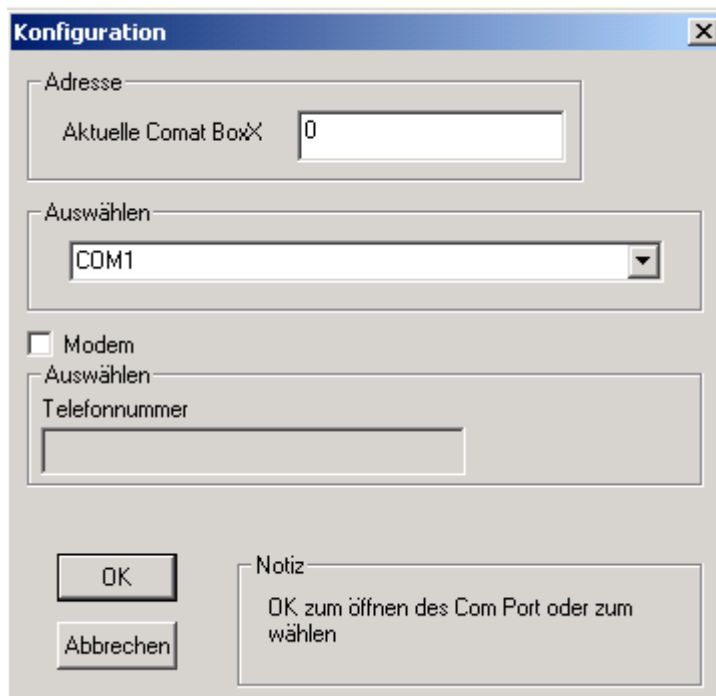 Konfiguration
Adresse
Aktuelle Comat BoxX
0
Auswählen
COM1
Modem
Auswählen
Telefonnummer
OK
Abbrechen
Notiz
OK zum öffnen des Com Port oder zum
wählen